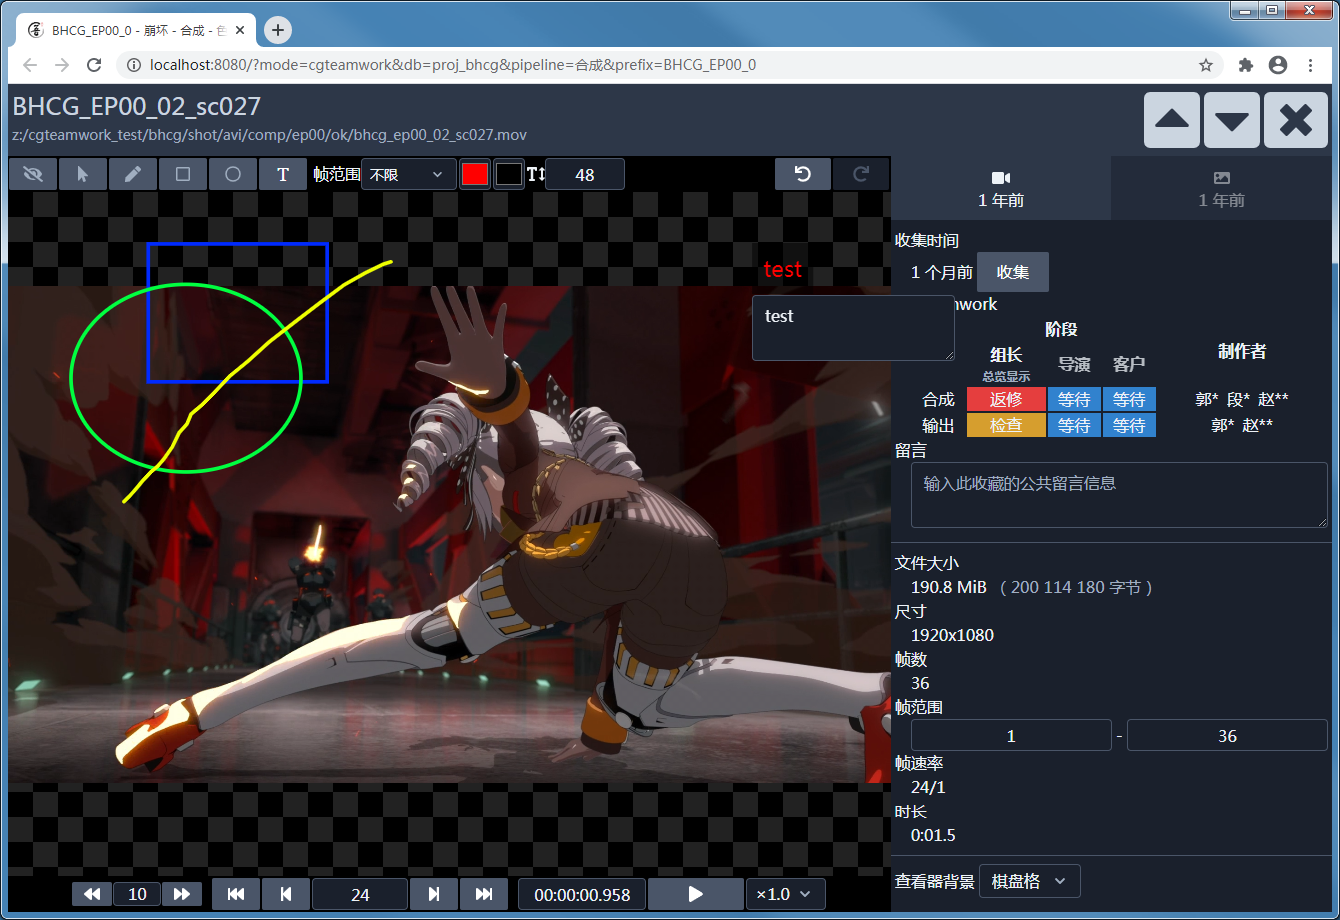 BHCG_EP00_0 - 崩坏 - 合成 - 色
localhost:8080/?mode=cgteamwork&db=proj_bhcg&pipeline=合成&prefix=BHCG_EP00_0
BHCG_EP00_02_sc027
z:/cgteamwork_test/bhcg/shot/avi/comp/ep00/ok/bhcg_ep00_02_sc027.mov
T 帧范围 不限 T 48
1 年前 1 年前
收集时间
1 个月前 收集
test
test
mwork
阶段
组长 导演 客户 制作者
总览显示
合成 返修 等待 等待 郭* 段* 赵**
输出 检查 等待 等待 郭* 赵**
留言
输入此收藏的公共留言信息
文件大小
190.8 MiB ( 200 114 180 字节 )
尺寸
1920x1080
帧数
36
帧范围
1 - 36
帧速率
24/1
时长
0:01.5
查看器背景 棋盘格
10 24 00:00:00.958 ×1.0